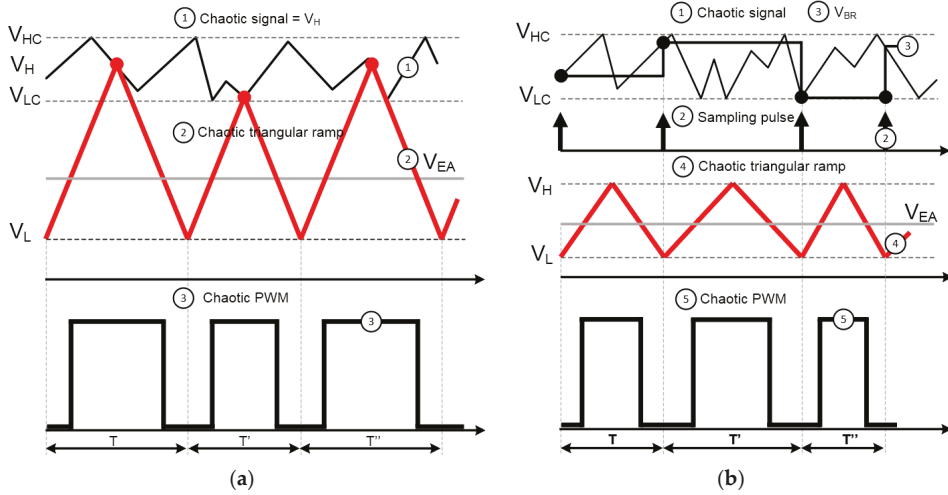 ① Chaotic signal = VH
VHC
VH
VLC
①
② Chaotic triangular ramp
②
VEA
VL
③ Chaotic PWM
③
T
T'
T''
(a)
① Chaotic signal
③ VBR
VHC
③
VLC
② Sampling pulse
②
④ Chaotic triangular ramp
VH
VEA
④
VL
⑤ Chaotic PWM
⑤
T
T'
T''
(b)